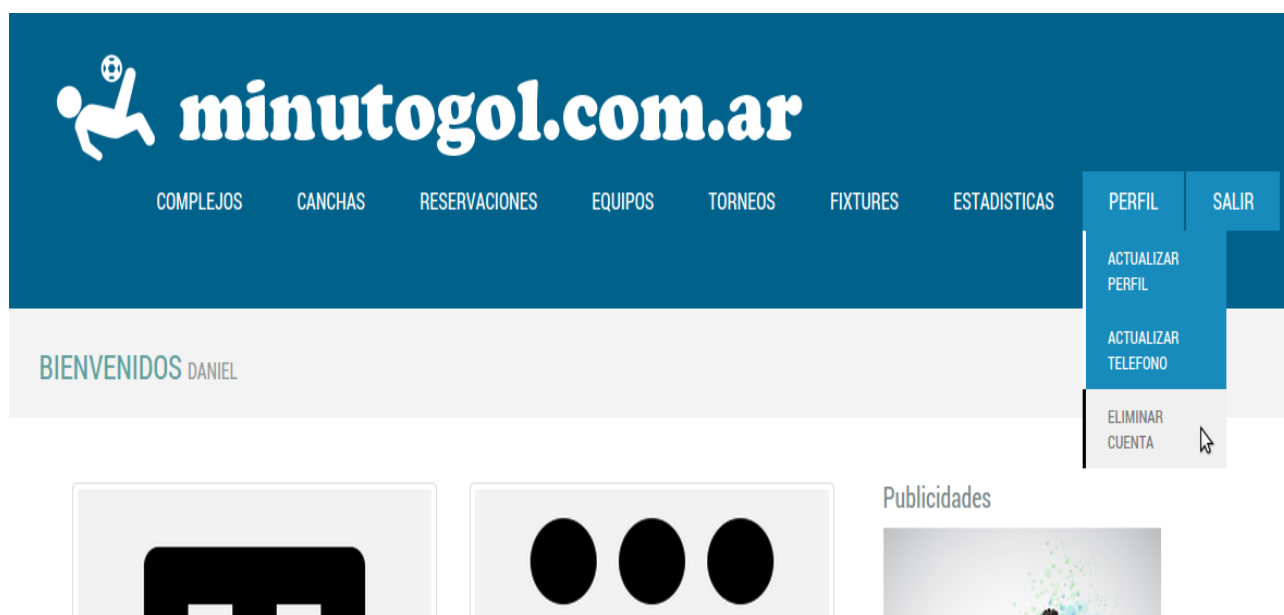 minutogol.com.ar
COMPLEJOS CANCHAS RESERVACIONES EQUIPOS TORNEOS FIXTURES ESTADISTICAS PERFIL SALIR
ACTUALIZAR
PERFIL
ACTUALIZAR
TELEFONO
ELIMINAR
CUENTA
BIENVENIDOS DANIEL
Publicidades